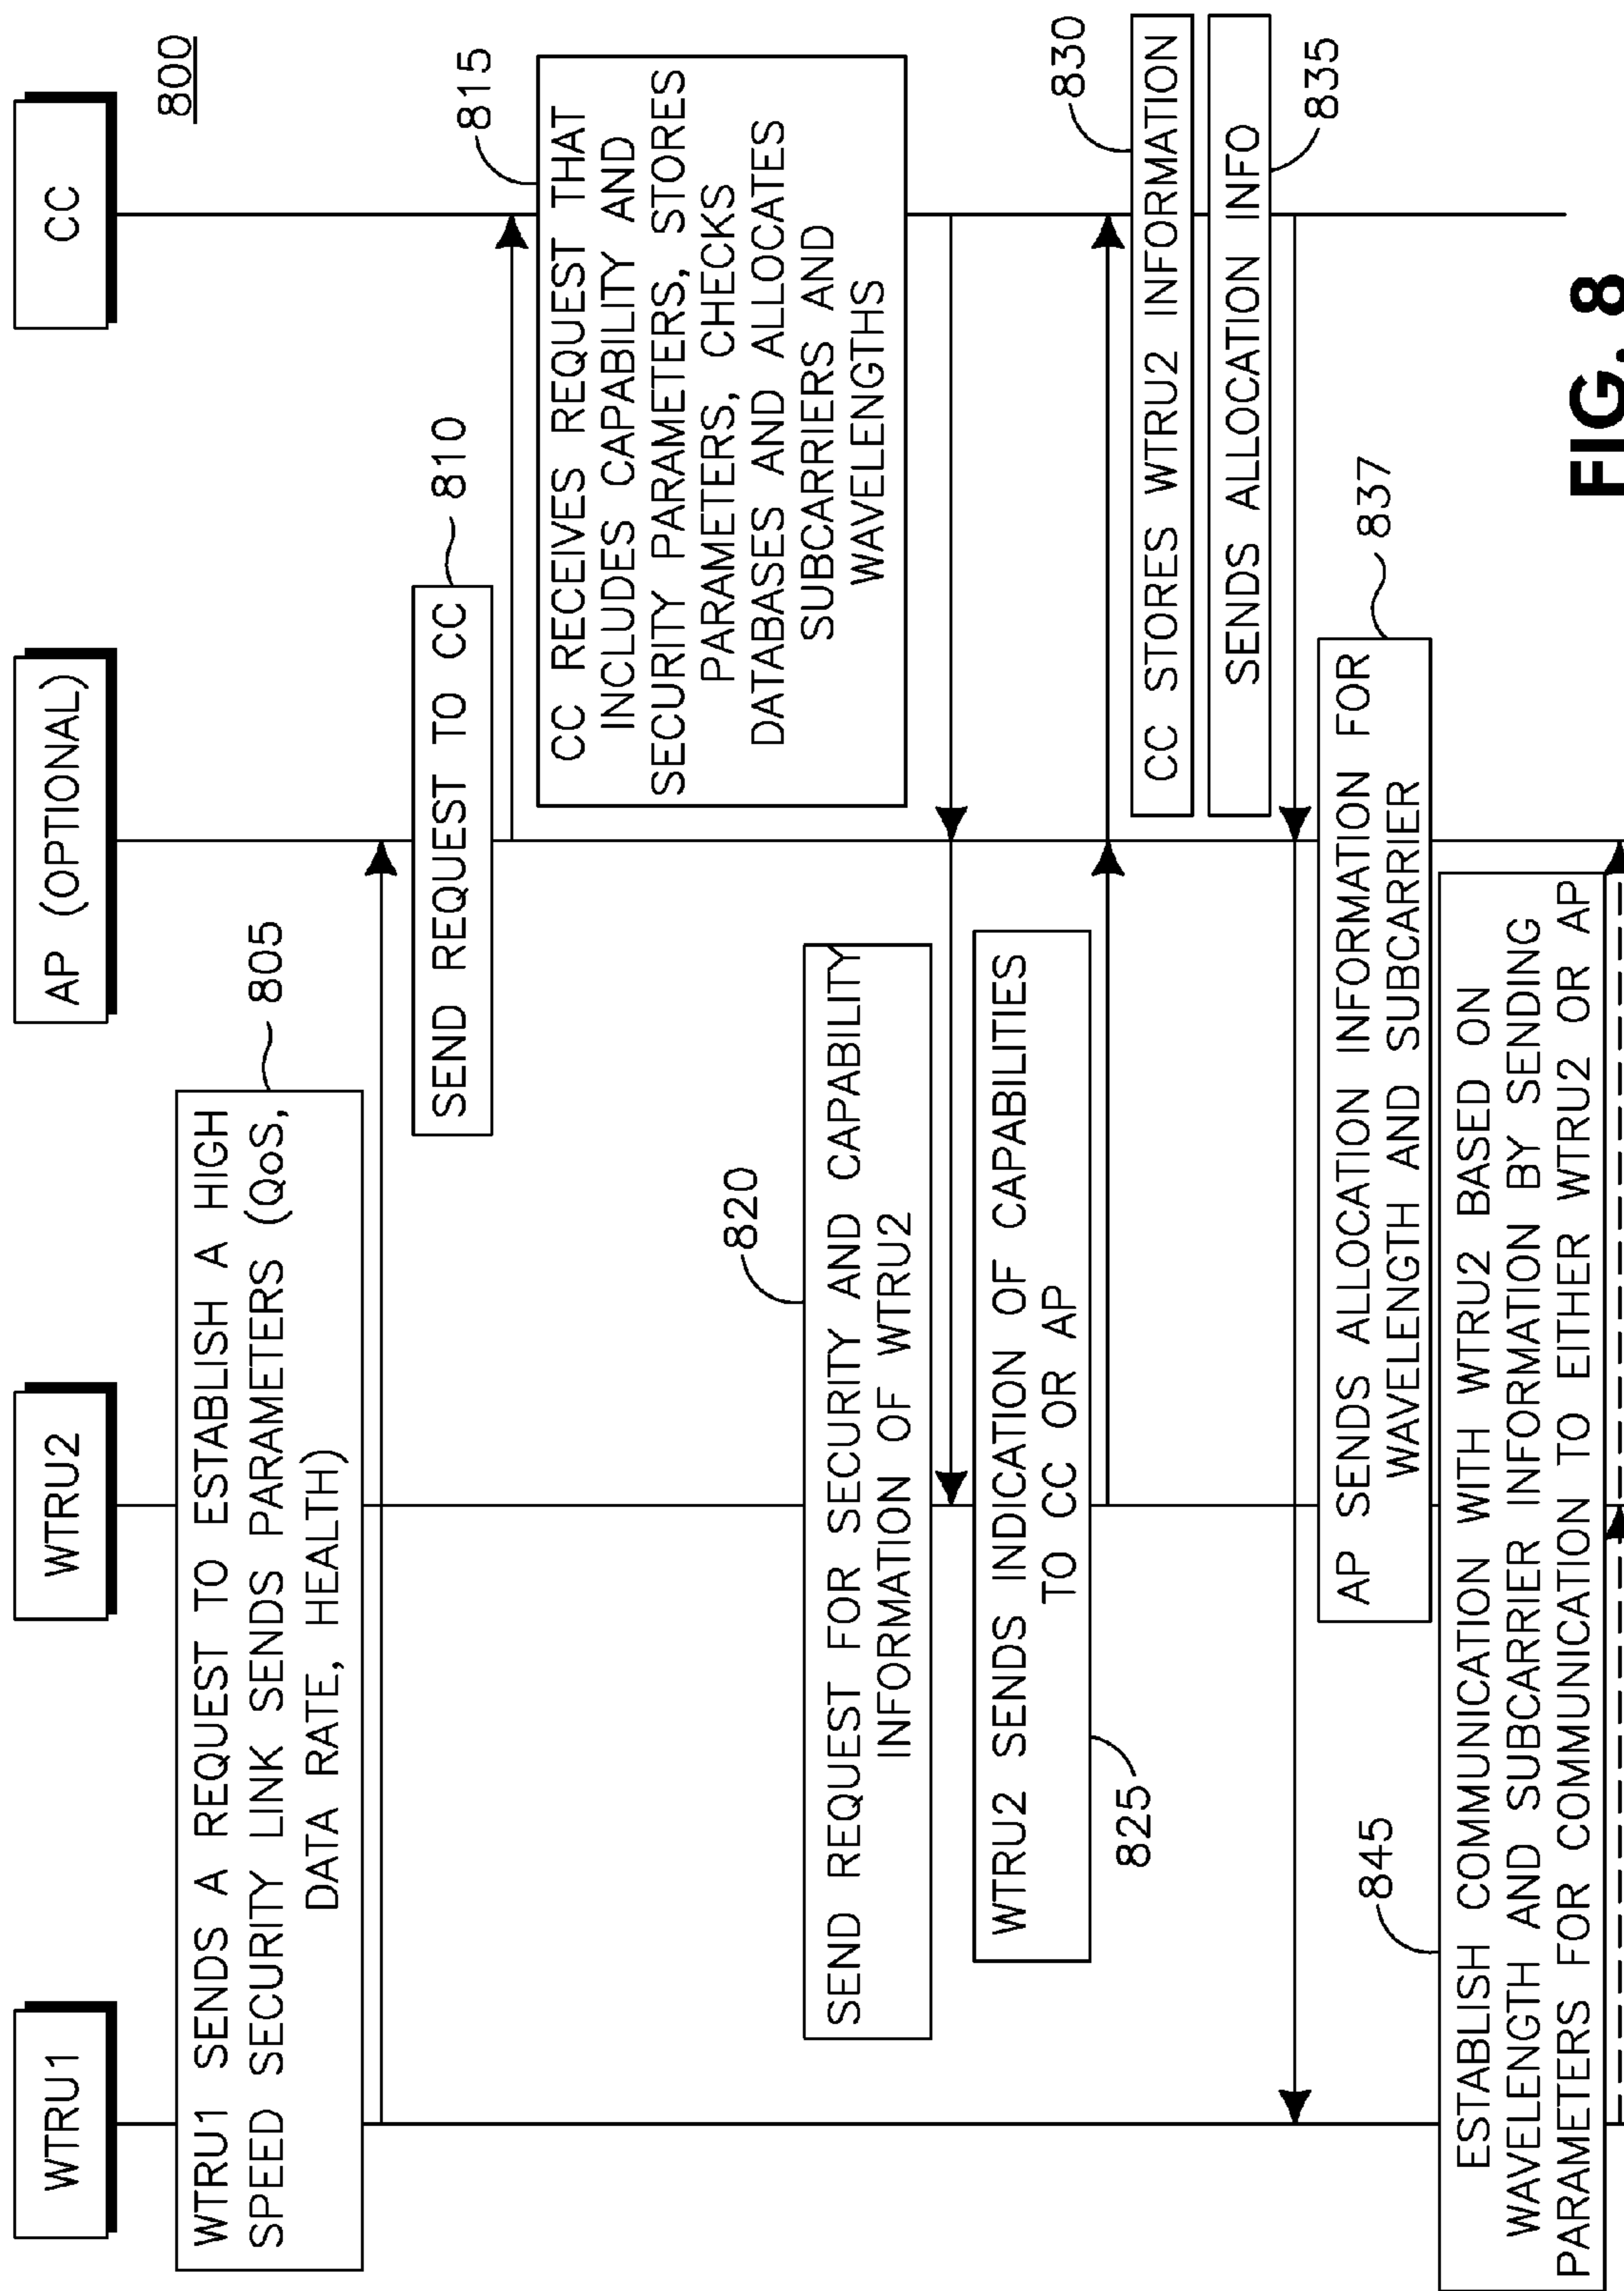 WTRU1
WTRU2
AP (OPTIONAL)
CC
800
WTRU1 SENDS A REQUEST TO ESTABLISH A HIGH
SPEED SECURITY LINK SENDS PARAMETERS (QoS,
DATA RATE, HEALTH)
805
SEND REQUEST TO CC
810
815
CC RECEIVES REQUEST THAT
INCLUDES CAPABILITY AND
SECURITY PARAMETERS, STORES
PARAMETERS, CHECKS
DATABASES AND ALLOCATES
SUBCARRIERS AND
WAVELENGTHS
820
SEND REQUEST FOR SECURITY AND CAPABILITY
INFORMATION OF WTRU2
WTRU2 SENDS INDICATION OF CAPABILITIES
TO CC OR AP
825
830
CC STORES WTRU2 INFORMATION
SENDS ALLOCATION INFO
835
837
AP SENDS ALLOCATION INFORMATION FOR
WAVELENGTH AND SUBCARRIER
845
ESTABLISH COMMUNICATION WITH WTRU2 BASED ON
WAVELENGTH AND SUBCARRIER INFORMATION BY SENDING
PARAMETERS FOR COMMUNICATION TO EITHER WTRU2 OR AP
FIG. 8